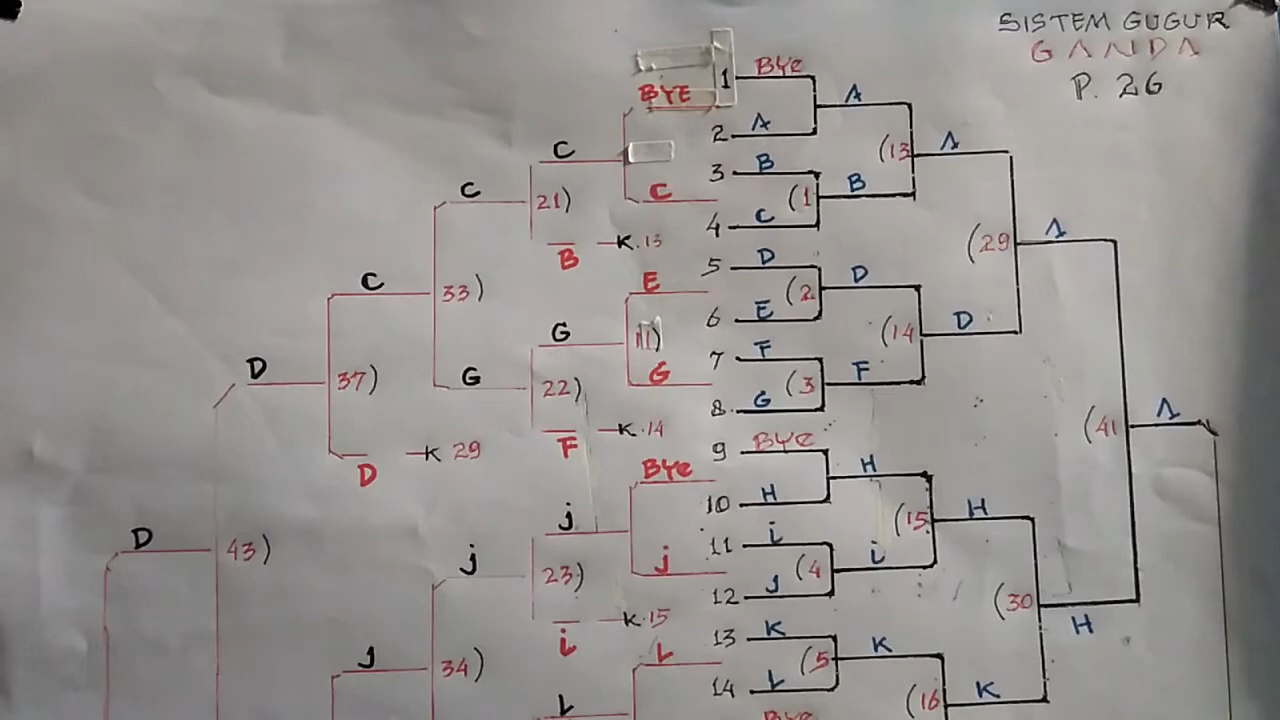 SISTEM GUGUR
GANDA
P. 26
1 Bye A
BYE
2 A
(13 A
C
3 B
C
21) C
(1 B
4 C
B K.13
(29 A
5 D
E
(2 D
33)
6 E
C
G
11)
(14 D
7 F
G
(3 F
G
22)
37)
8 G
D
F K.14
(41 A
9 Bye
D K 29
BYe
H
10 H
j
(15 H
11 i
j
(4 i
D
43)
j
23)
12 J
(30 H
i K.15
13 K
L
(5 K
J
34)
14 L
(16 K
L
Bye